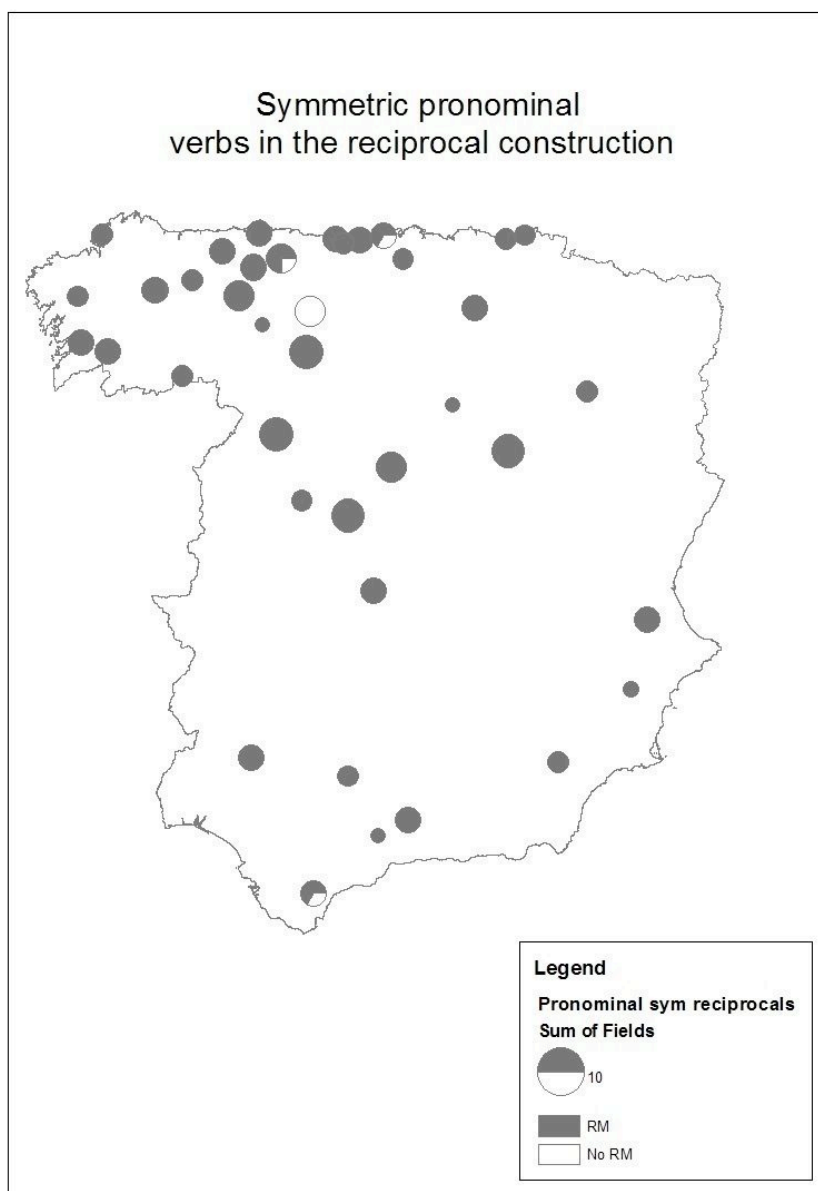 Symmetric pronominal
verbs in the reciprocal construction
Legend
Pronominal sym reciprocals
Sum of Fields
10
RM
No RM